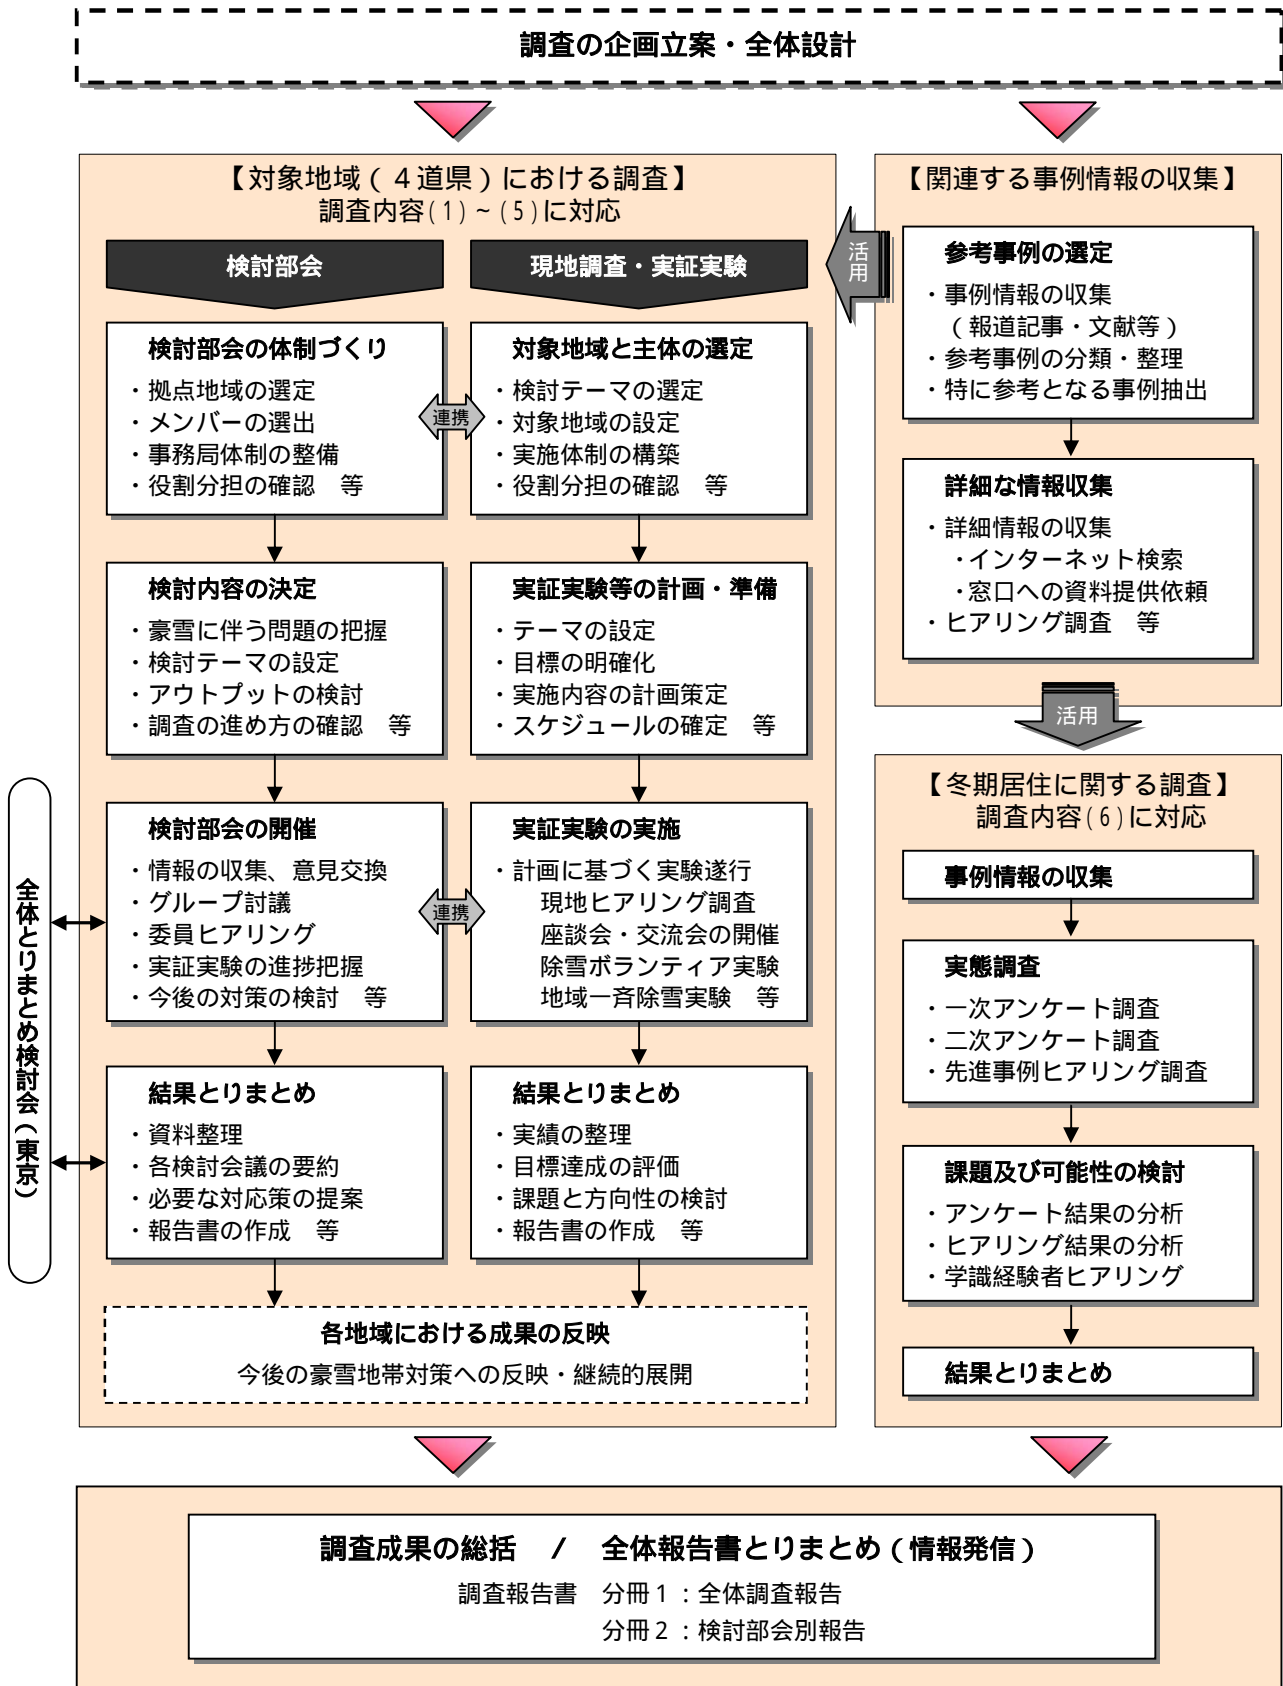 調査の企画立案・全体設計
【対象地域（４道県）における調査】
調査内容(1)～(5)に対応
検討部会
検討部会の体制づくり
・拠点地域の選定
・メンバーの選出
・事務局体制の整備
・役割分担の確認　等
検討内容の決定
・豪雪に伴う問題の把握
・検討テーマの設定
・アウトプットの検討
・調査の進め方の確認　等
検討部会の開催
・情報の収集、意見交換
・グループ討議
・委員ヒアリング
・実証実験の進捗把握
・今後の対策の検討　等
結果とりまとめ
・資料整理
・各検討会議の要約
・必要な対応策の提案
・報告書の作成　等
連携
連携
現地調査・実証実験
対象地域と主体の選定
・検討テーマの選定
・対象地域の設定
・実施体制の構築
・役割分担の確認　等
実証実験等の計画・準備
・テーマの設定
・目標の明確化
・実施内容の計画策定
・スケジュールの確定　等
実証実験の実施
・計画に基づく実験遂行
現地ヒアリング調査
座談会・交流会の開催
除雪ボランティア実験
地域一斉除雪実験　等
結果とりまとめ
・実績の整理
・目標達成の評価
・課題と方向性の検討
・報告書の作成　等
各地域における成果の反映
今後の豪雪地帯対策への反映・継続的展開
全体とりまとめ検討会（東京）
活用
【関連する事例情報の収集】
参考事例の選定
・事例情報の収集
（報道記事・文献等）
・参考事例の分類・整理
・特に参考となる事例抽出
詳細な情報収集
・詳細情報の収集
・インターネット検索
・窓口への資料提供依頼
・ヒアリング調査　等
活用
【冬期居住に関する調査】
調査内容(6)に対応
事例情報の収集
実態調査
・一次アンケート調査
・二次アンケート調査
・先進事例ヒアリング調査
課題及び可能性の検討
・アンケート結果の分析
・ヒアリング結果の分析
・学識経験者ヒアリング
結果とりまとめ
調査成果の総括　/　全体報告書とりまとめ（情報発信）
調査報告書　分冊１：全体調査報告
分冊２：検討部会別報告